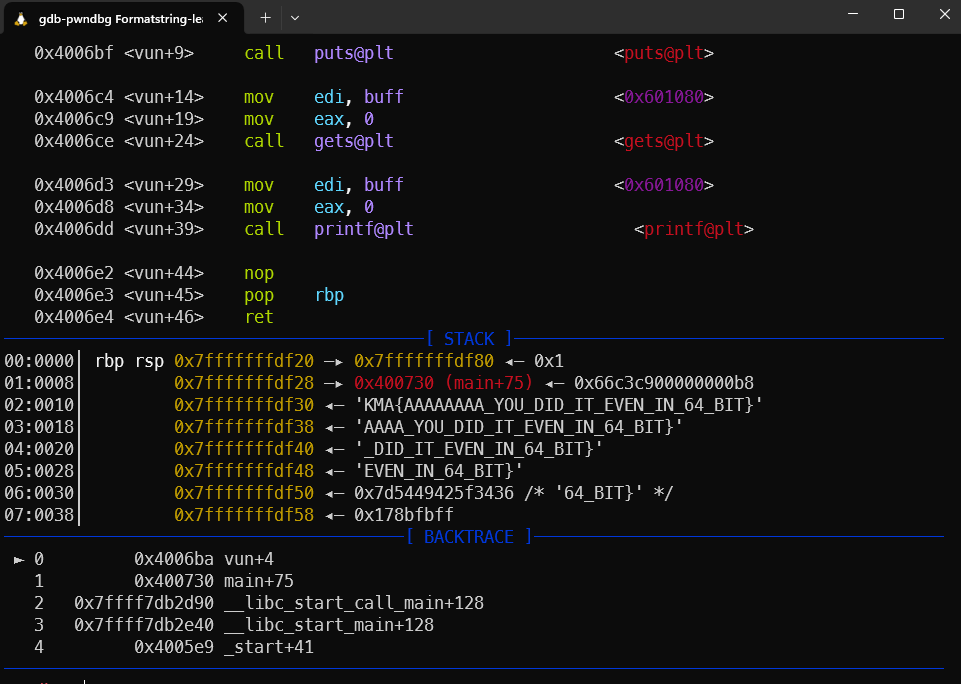 gdb-pwndbg Formatstring-lea
0x4006bf <vun+9> call puts@plt <puts@plt>
0x4006c4 <vun+14> mov edi, buff <0x601080>
0x4006c9 <vun+19> mov eax, 0
0x4006ce <vun+24> call gets@plt <gets@plt>
0x4006d3 <vun+29> mov edi, buff <0x601080>
0x4006d8 <vun+34> mov eax, 0
0x4006dd <vun+39> call printf@plt <printf@plt>
0x4006e2 <vun+44> nop
0x4006e3 <vun+45> pop rbp
0x4006e4 <vun+46> ret
[ STACK ]
00:0000│ rbp rsp 0x7fffffffdf20 —▸ 0x7fffffffdf80 ◂— 0x1
01:0008│ 0x7fffffffdf28 —▸ 0x400730 (main+75) ◂— 0x66c3c900000000b8
02:0010│ 0x7fffffffdf30 ◂— 'KMA{AAAAAAAA_YOU_DID_IT_EVEN_IN_64_BIT}'
03:0018│ 0x7fffffffdf38 ◂— 'AAAA_YOU_DID_IT_EVEN_IN_64_BIT}'
04:0020│ 0x7fffffffdf40 ◂— '_DID_IT_EVEN_IN_64_BIT}'
05:0028│ 0x7fffffffdf48 ◂— 'EVEN_IN_64_BIT}'
06:0030│ 0x7fffffffdf50 ◂— 0x7d5449425f3436 /* '64_BIT}' */
07:0038│ 0x7fffffffdf58 ◂— 0x178bfbff
[ BACKTRACE ]
► 0 0x4006ba vun+4
1 0x400730 main+75
2 0x7ffff7db2d90 __libc_start_call_main+128
3 0x7ffff7db2e40 __libc_start_main+128
4 0x4005e9 _start+41